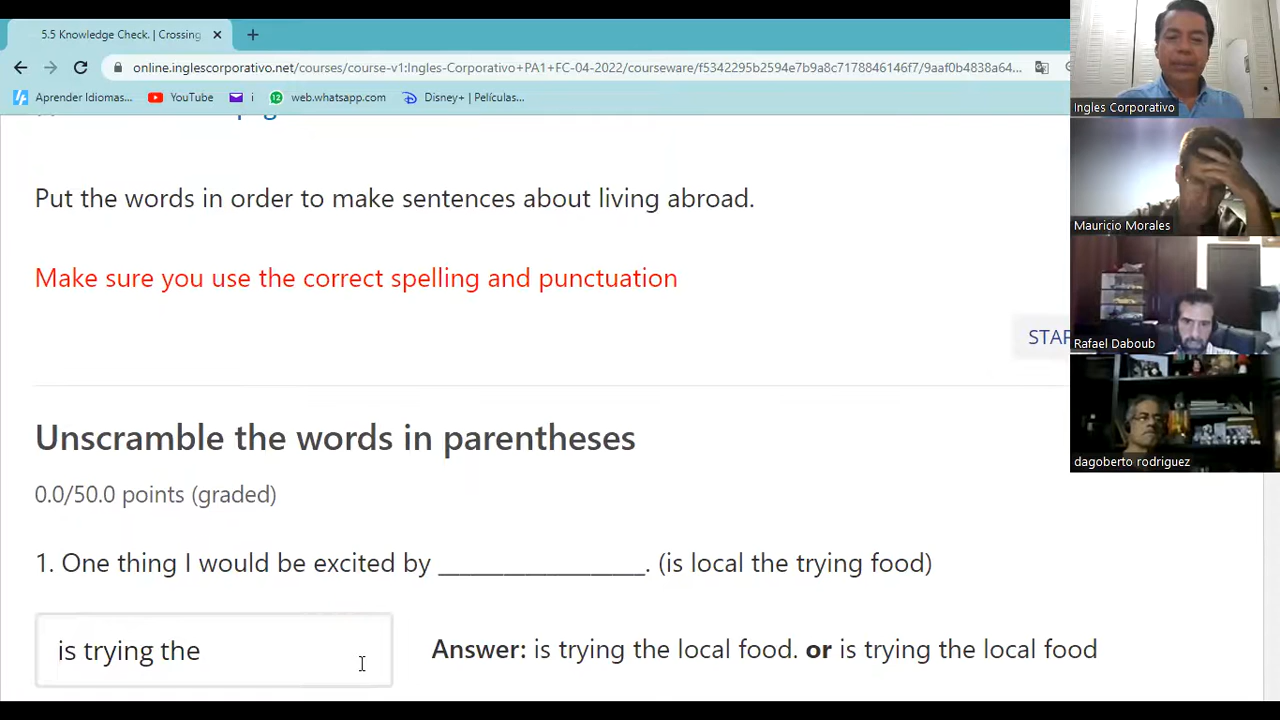 5.5 Knowledge Check. | Crossing
online.inglescorporativo.net/courses/course-v1:Ingles-Corporativo+PA1+FC-04-2022/courseware/f5342295b2594e7b9a8c7178846146f7/9aaf0b4838a64...
Aprender Idiomas... YouTube i web.whatsapp.com Disney+ | Películas...
Put the words in order to make sentences about living abroad.
Make sure you use the correct spelling and punctuation
STAR
Unscramble the words in parentheses
0.0/50.0 points (graded)
1. One thing I would be excited by __________________. (is local the trying food)
is trying the
Answer: is trying the local food. or is trying the local food
Ingles Corporativo
Mauricio Morales
Rafael Daboub
dagoberto rodriguez